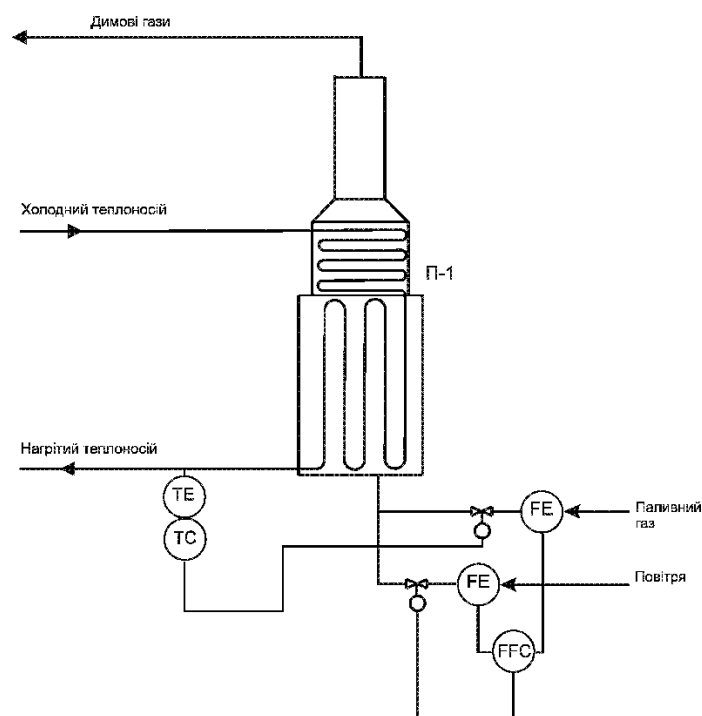 Димові гази
Холодний теплоносій
П-1
Нагрітий теплоносій
TE
TC
FE
Паливний
газ
FE
Повітря
FFC